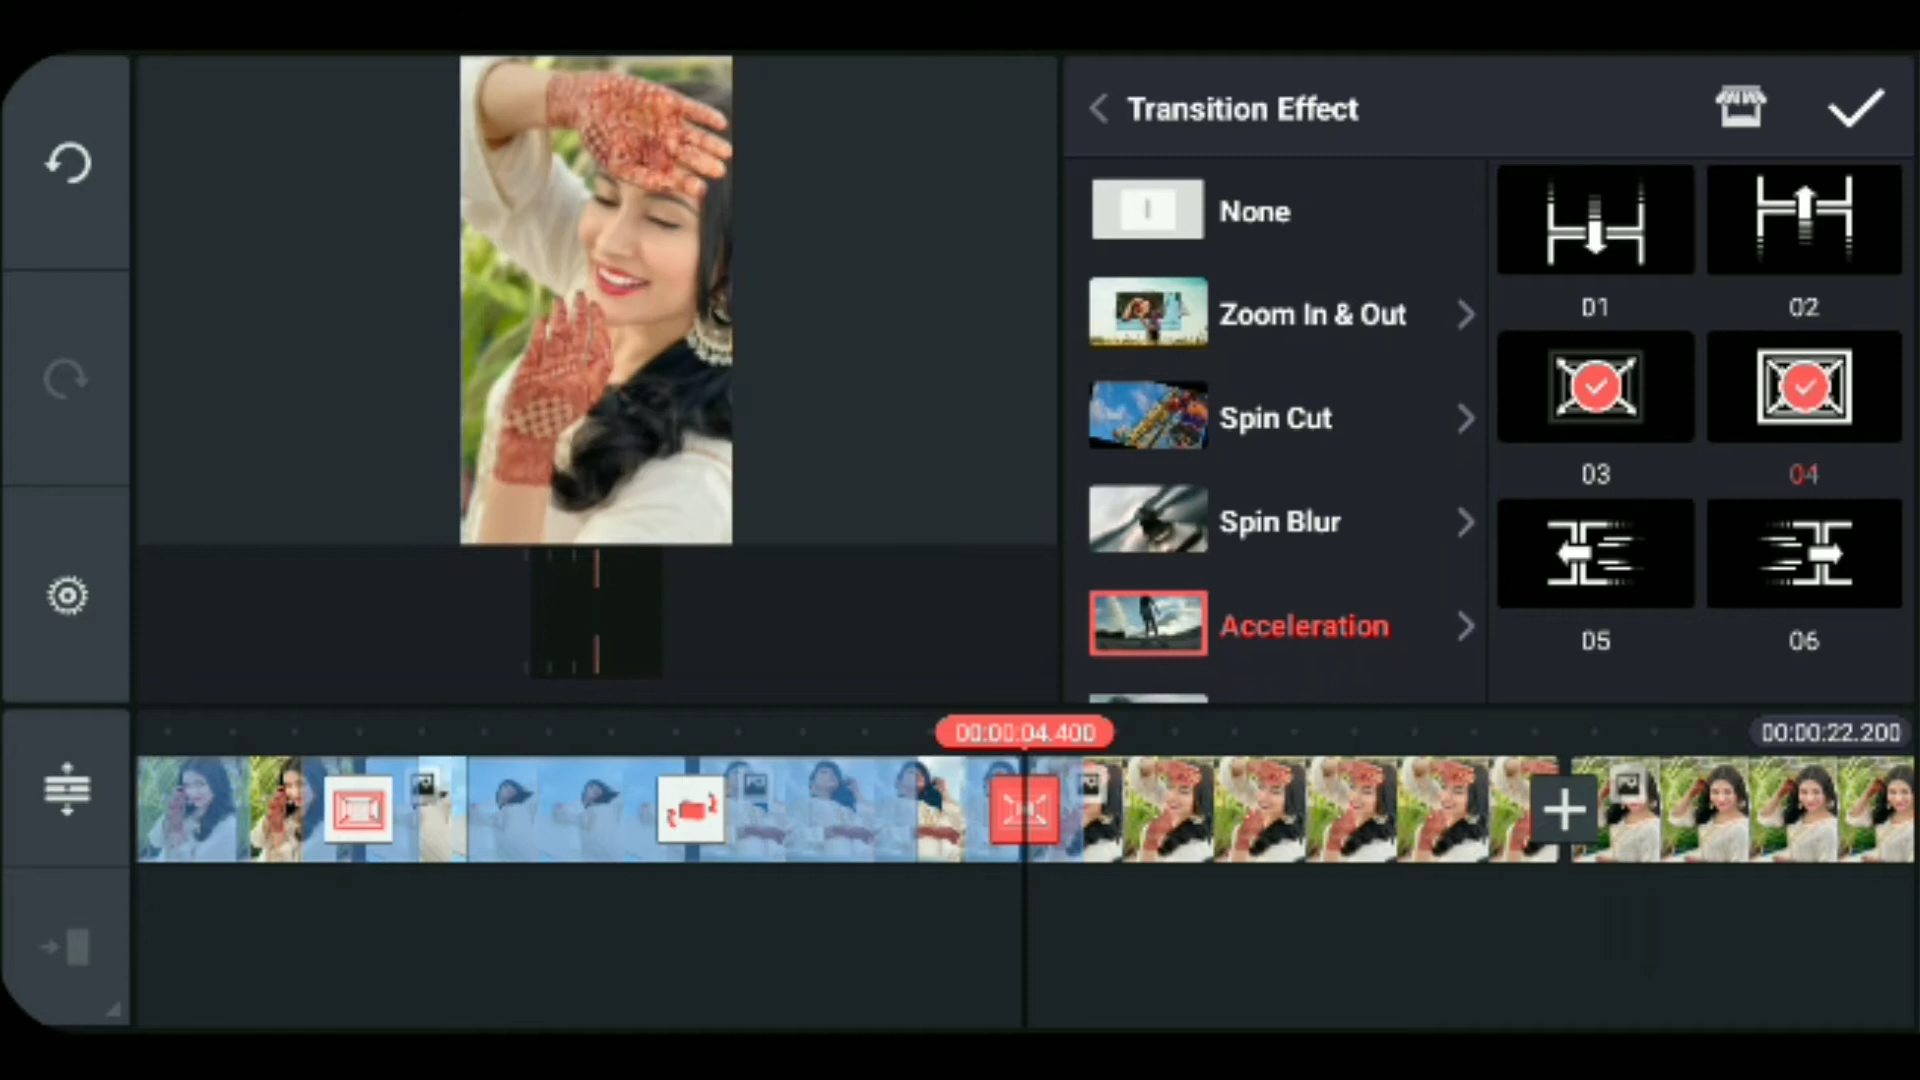 Transition Effect
None
Zoom In & Out
Spin Cut
Spin Blur
Acceleration
01
02
03
04
05
06
00:00:04.400
00:00:22.200